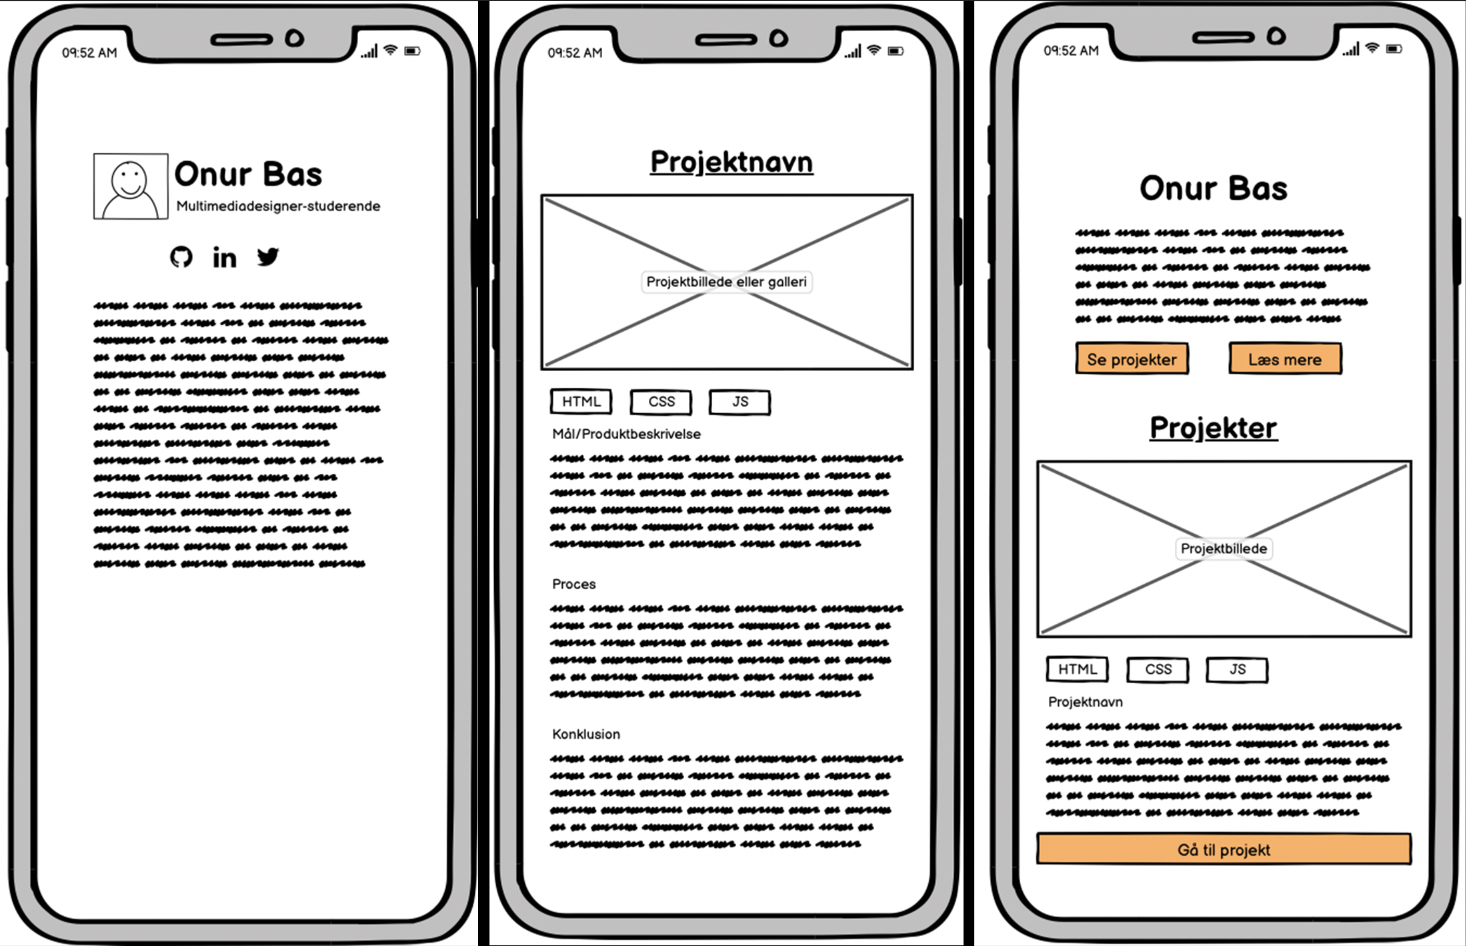 09:52 AM
Onur Bas
Multimediadesigner-studerende
in
09:52 AM
Projektnavn
Projektbillede eller galleri
HTML
CSS
JS
Mål/Produktbeskrivelse
Proces
Konklusion
09:52 AM
Onur Bas
Se projekter
Læs mere
Projekter
Projektbillede
HTML
CSS
JS
Projektnavn
Gå til projekt